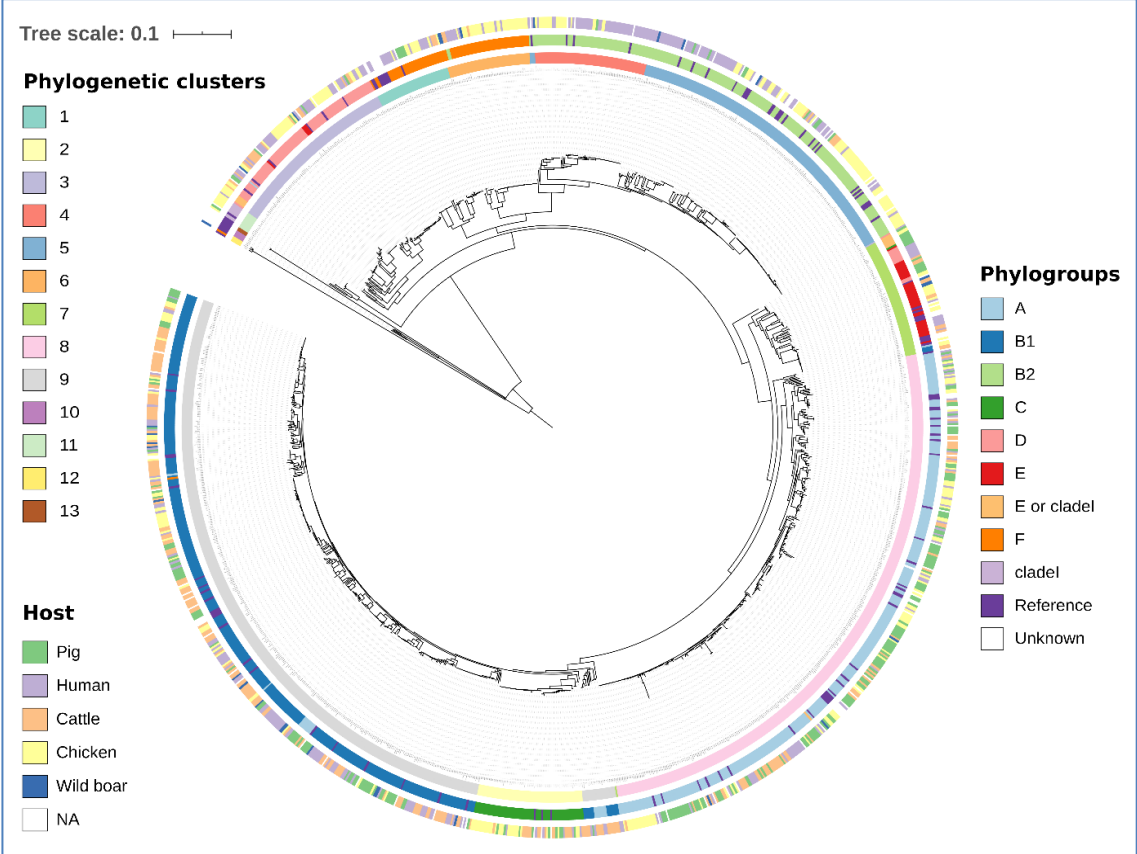 Tree scale: 0.1
Phylogenetic clusters
1
2
3
4
5
6
7
8
9
10
11
12
13
Host
Pig
Human
Cattle
Chicken
Wild boar
NA
Phylogroups
A
B1
B2
C
D
E
E or cladeI
F
cladeI
Reference
Unknown